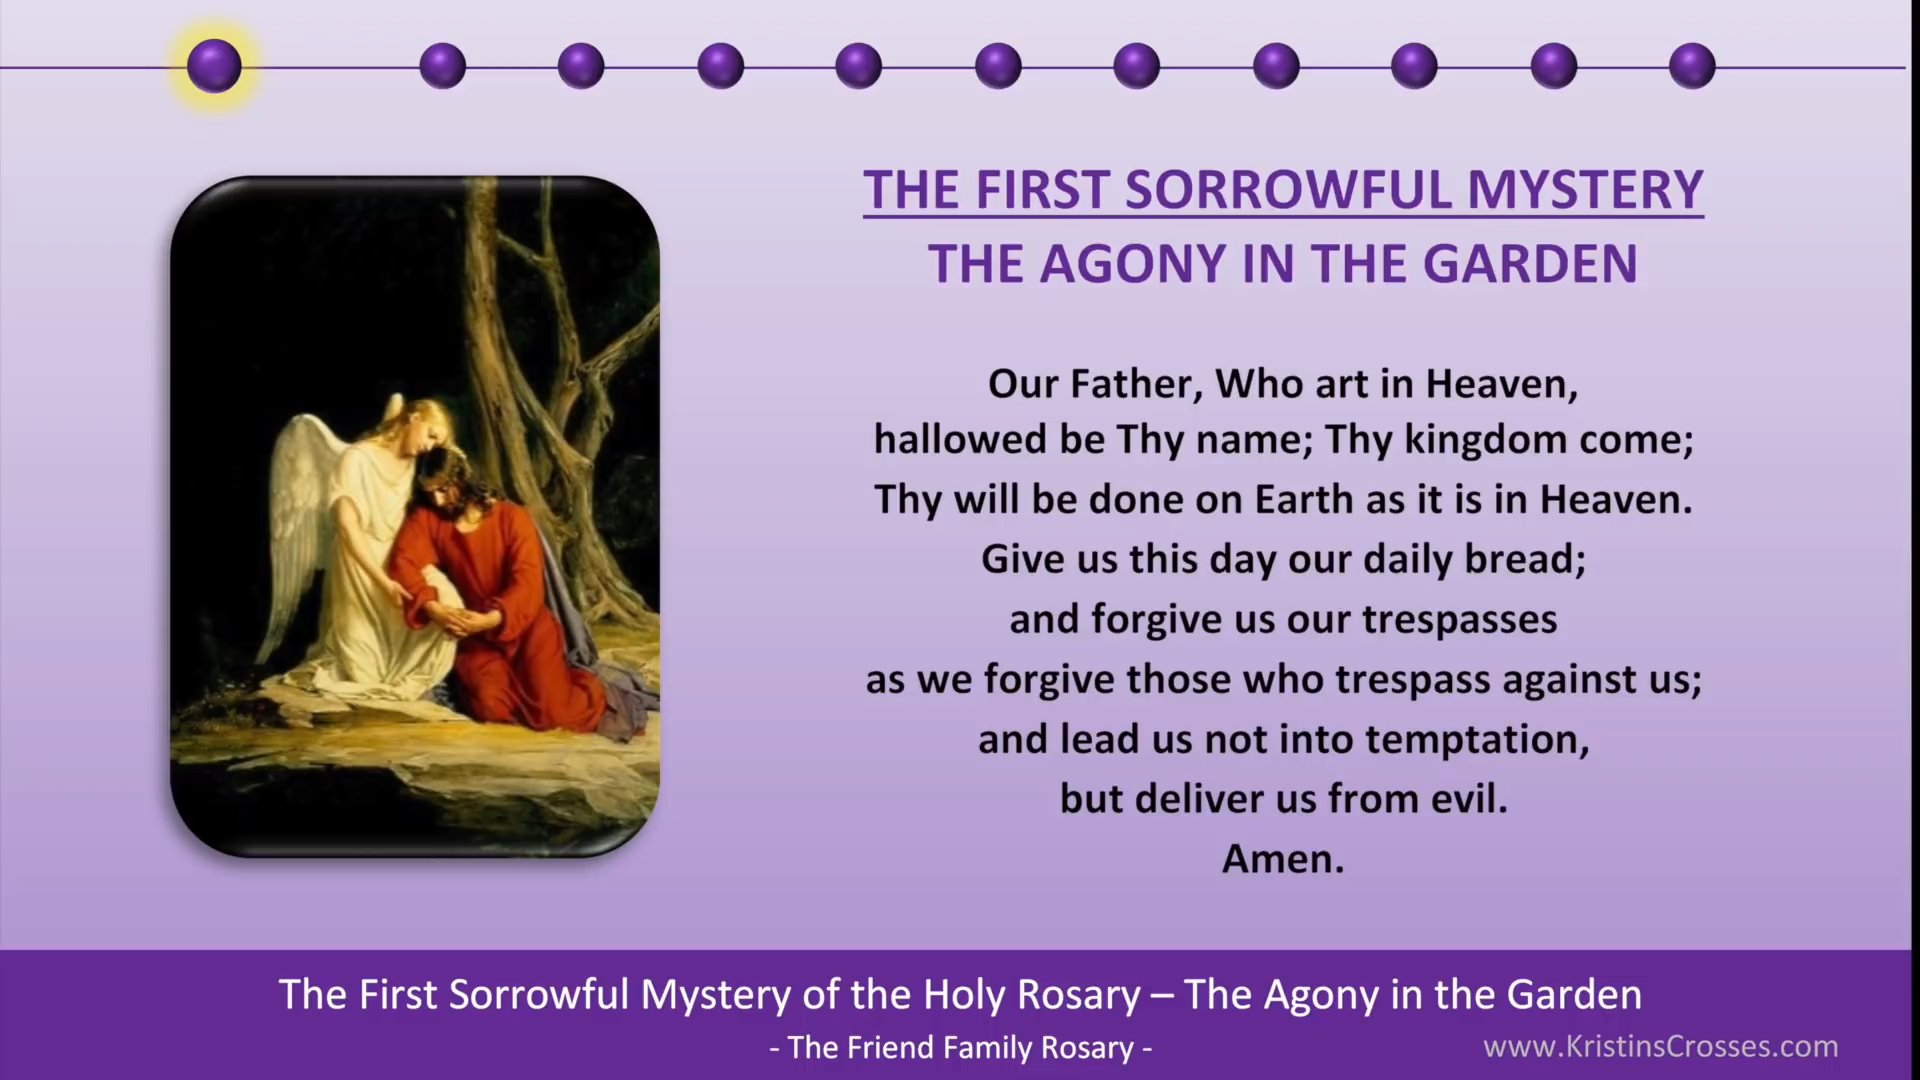 THE FIRST SORROWFUL MYSTERY
THE AGONY IN THE GARDEN
Our Father, Who art in Heaven,
hallowed be Thy name; Thy kingdom come;
Thy will be done on Earth as it is in Heaven.
Give us this day our daily bread;
and forgive us our trespasses
as we forgive those who trespass against us;
and lead us not into temptation,
but deliver us from evil.
Amen.
The First Sorrowful Mystery of the Holy Rosary – The Agony in the Garden
- The Friend Family Rosary -
www.KristinsCrosses.com